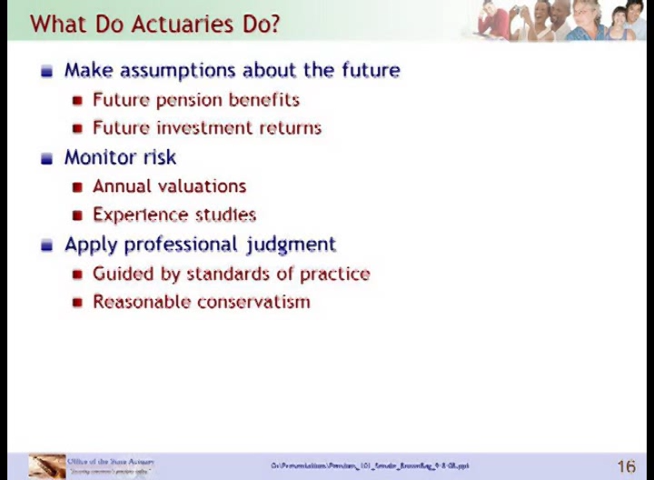 What Do Actuaries Do?
Make assumptions about the future
Future pension benefits
Future investment returns
Monitor risk
Annual valuations
Experience studies
Apply professional judgment
Guided by standards of practice
Reasonable conservatism
Office of the State Actuary
16